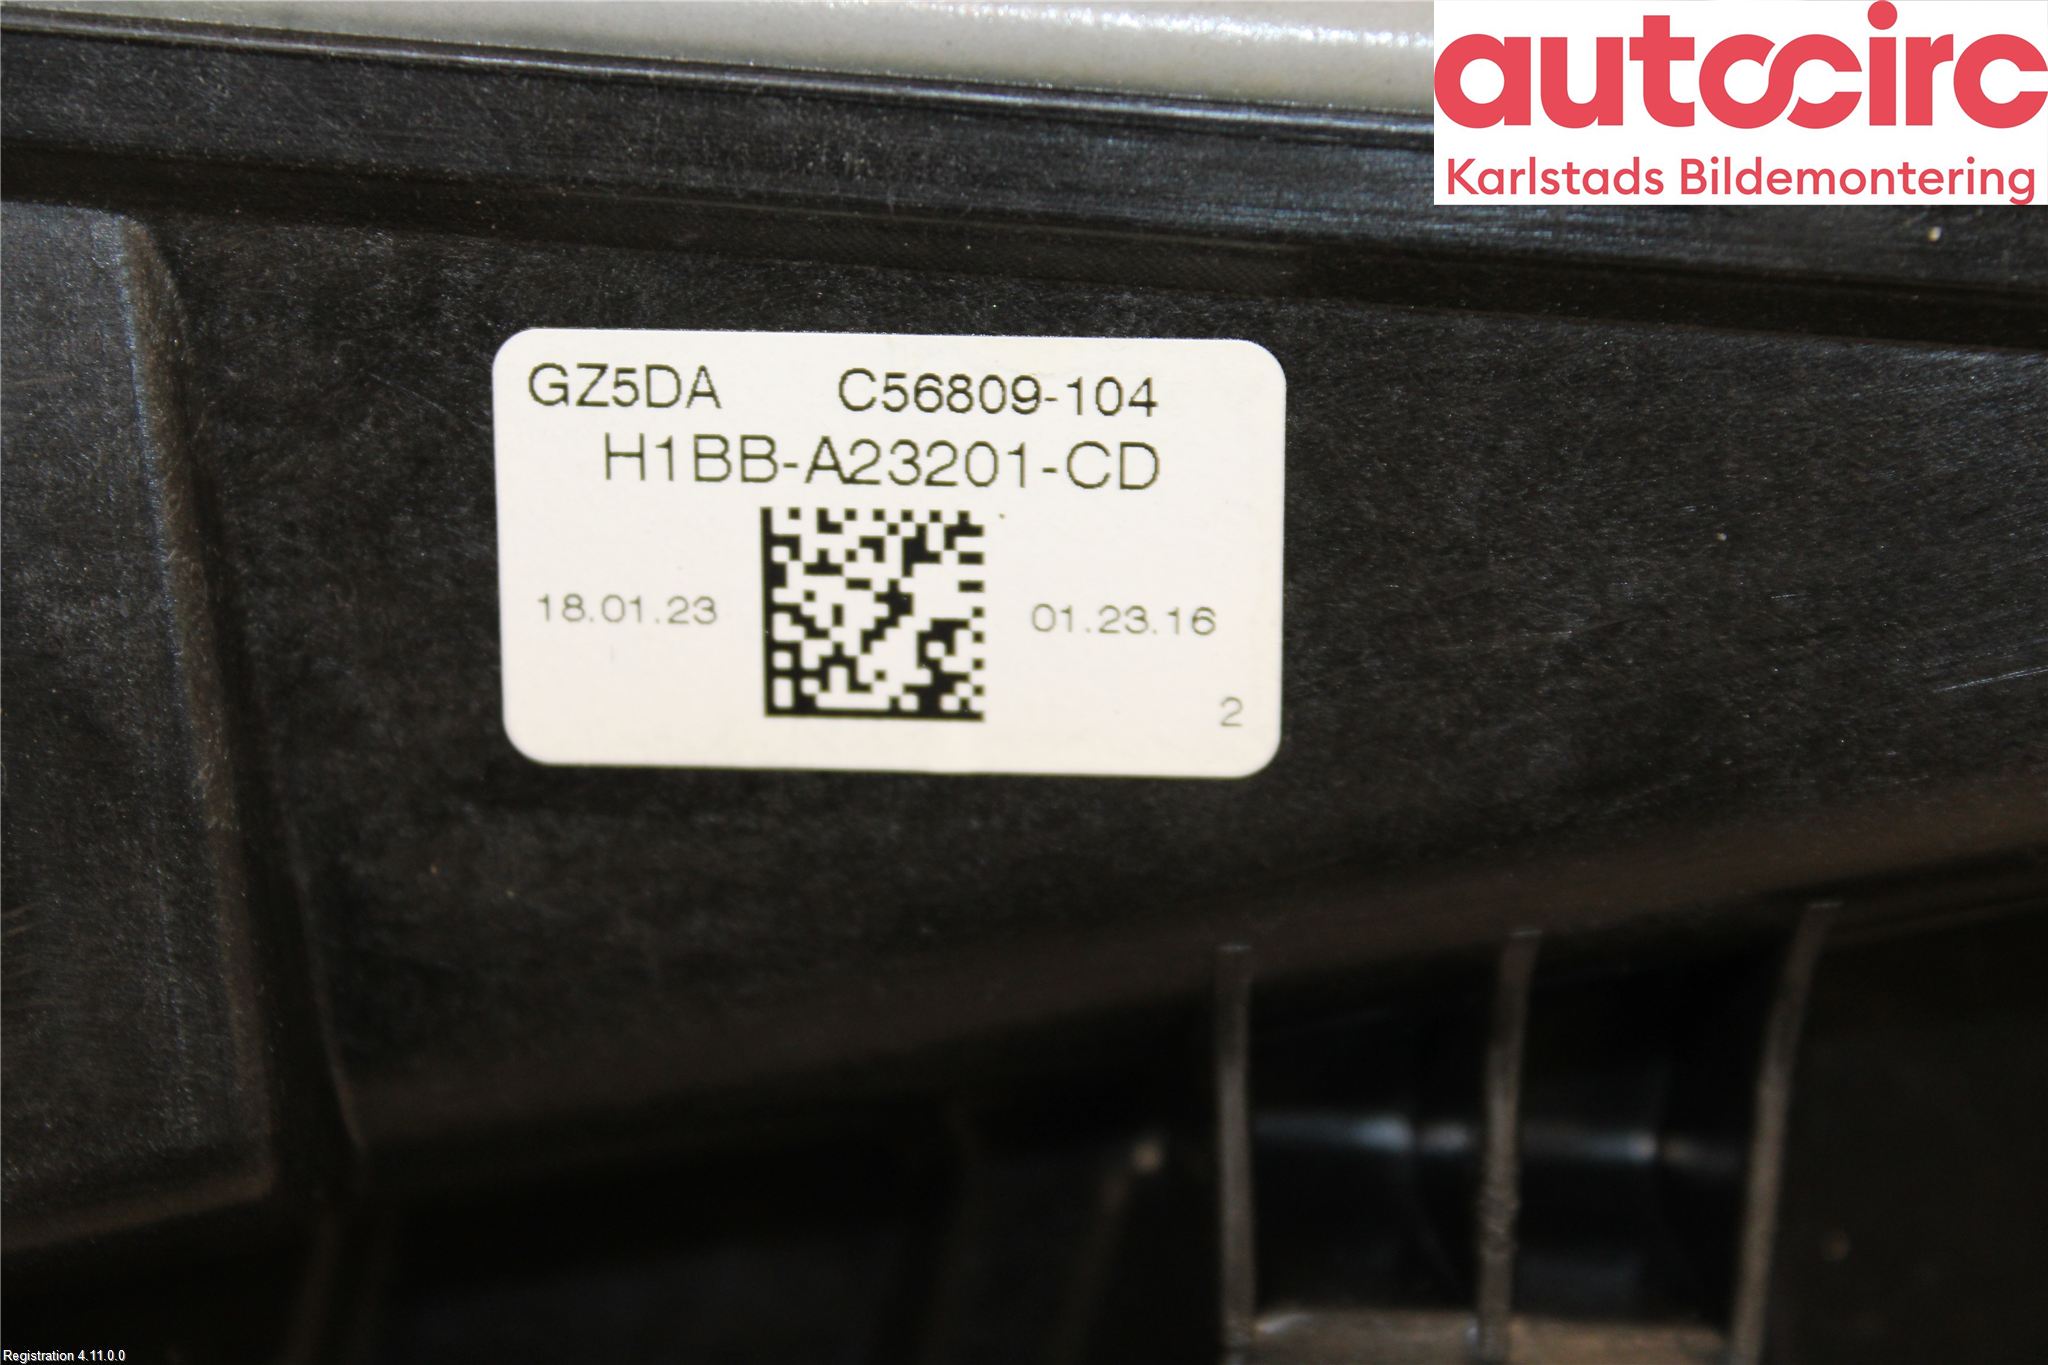 autocirc
Karlstads Bildemontering
GZ5DA C56809-104
H1BB-A23201-CD
18.01.23 01.23.16
2
Registration 4.11.0.0